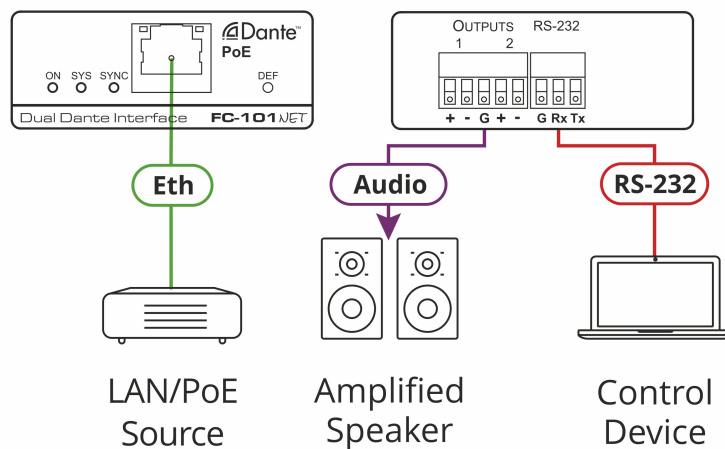 Dante™
PoE
ON SYS SYNC
DEF
Dual Dante Interface FC-101NET
OUTPUTS RS-232
1 2
+ - G + - G Rx Tx
Eth
Audio
RS-232
LAN/PoE
Source
Amplified
Speaker
Control
Device